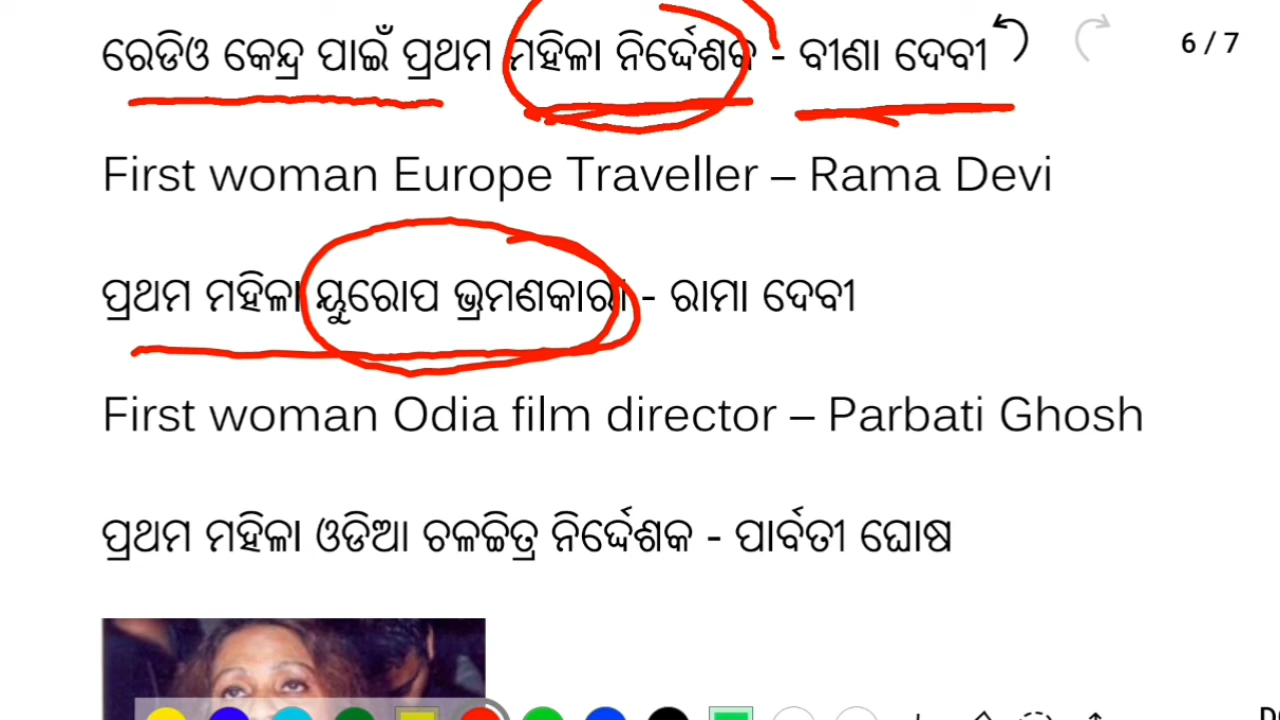 ରେଡିଓ କେନ୍ଦ୍ର ପାଇଁ ପ୍ରଥମ ମହିଳା ନିର୍ଦ୍ଦେଶକ - ବୀଣା ଦେବୀ
6 / 7
First woman Europe Traveller – Rama Devi
ପ୍ରଥମ ମହିଳା ୟୁରୋପ ଭ୍ରମଣକାରୀ - ରାମା ଦେବୀ
First woman Odia film director – Parbati Ghosh
ପ୍ରଥମ ମହିଳା ଓଡିଆ ଚଳଚ୍ଚିତ୍ର ନିର୍ଦ୍ଦେଶକ - ପାର୍ବତୀ ଘୋଷ